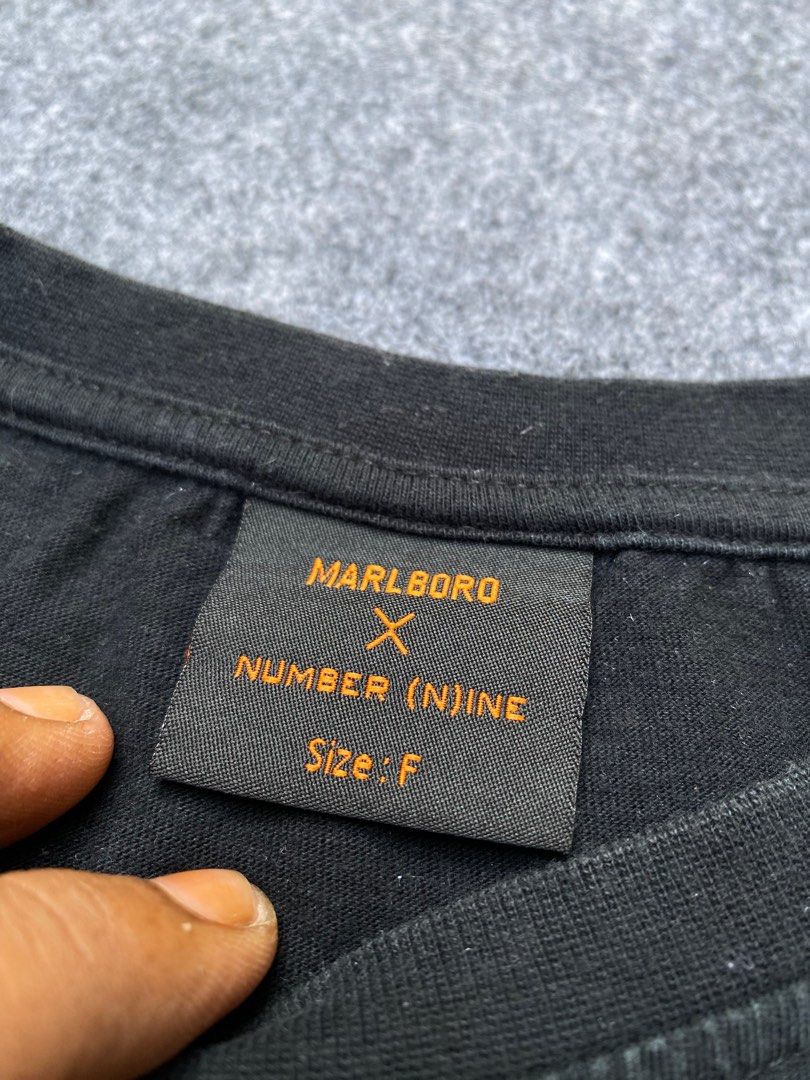 MARLBORO
X
NUMBER (N)INE
Size: F